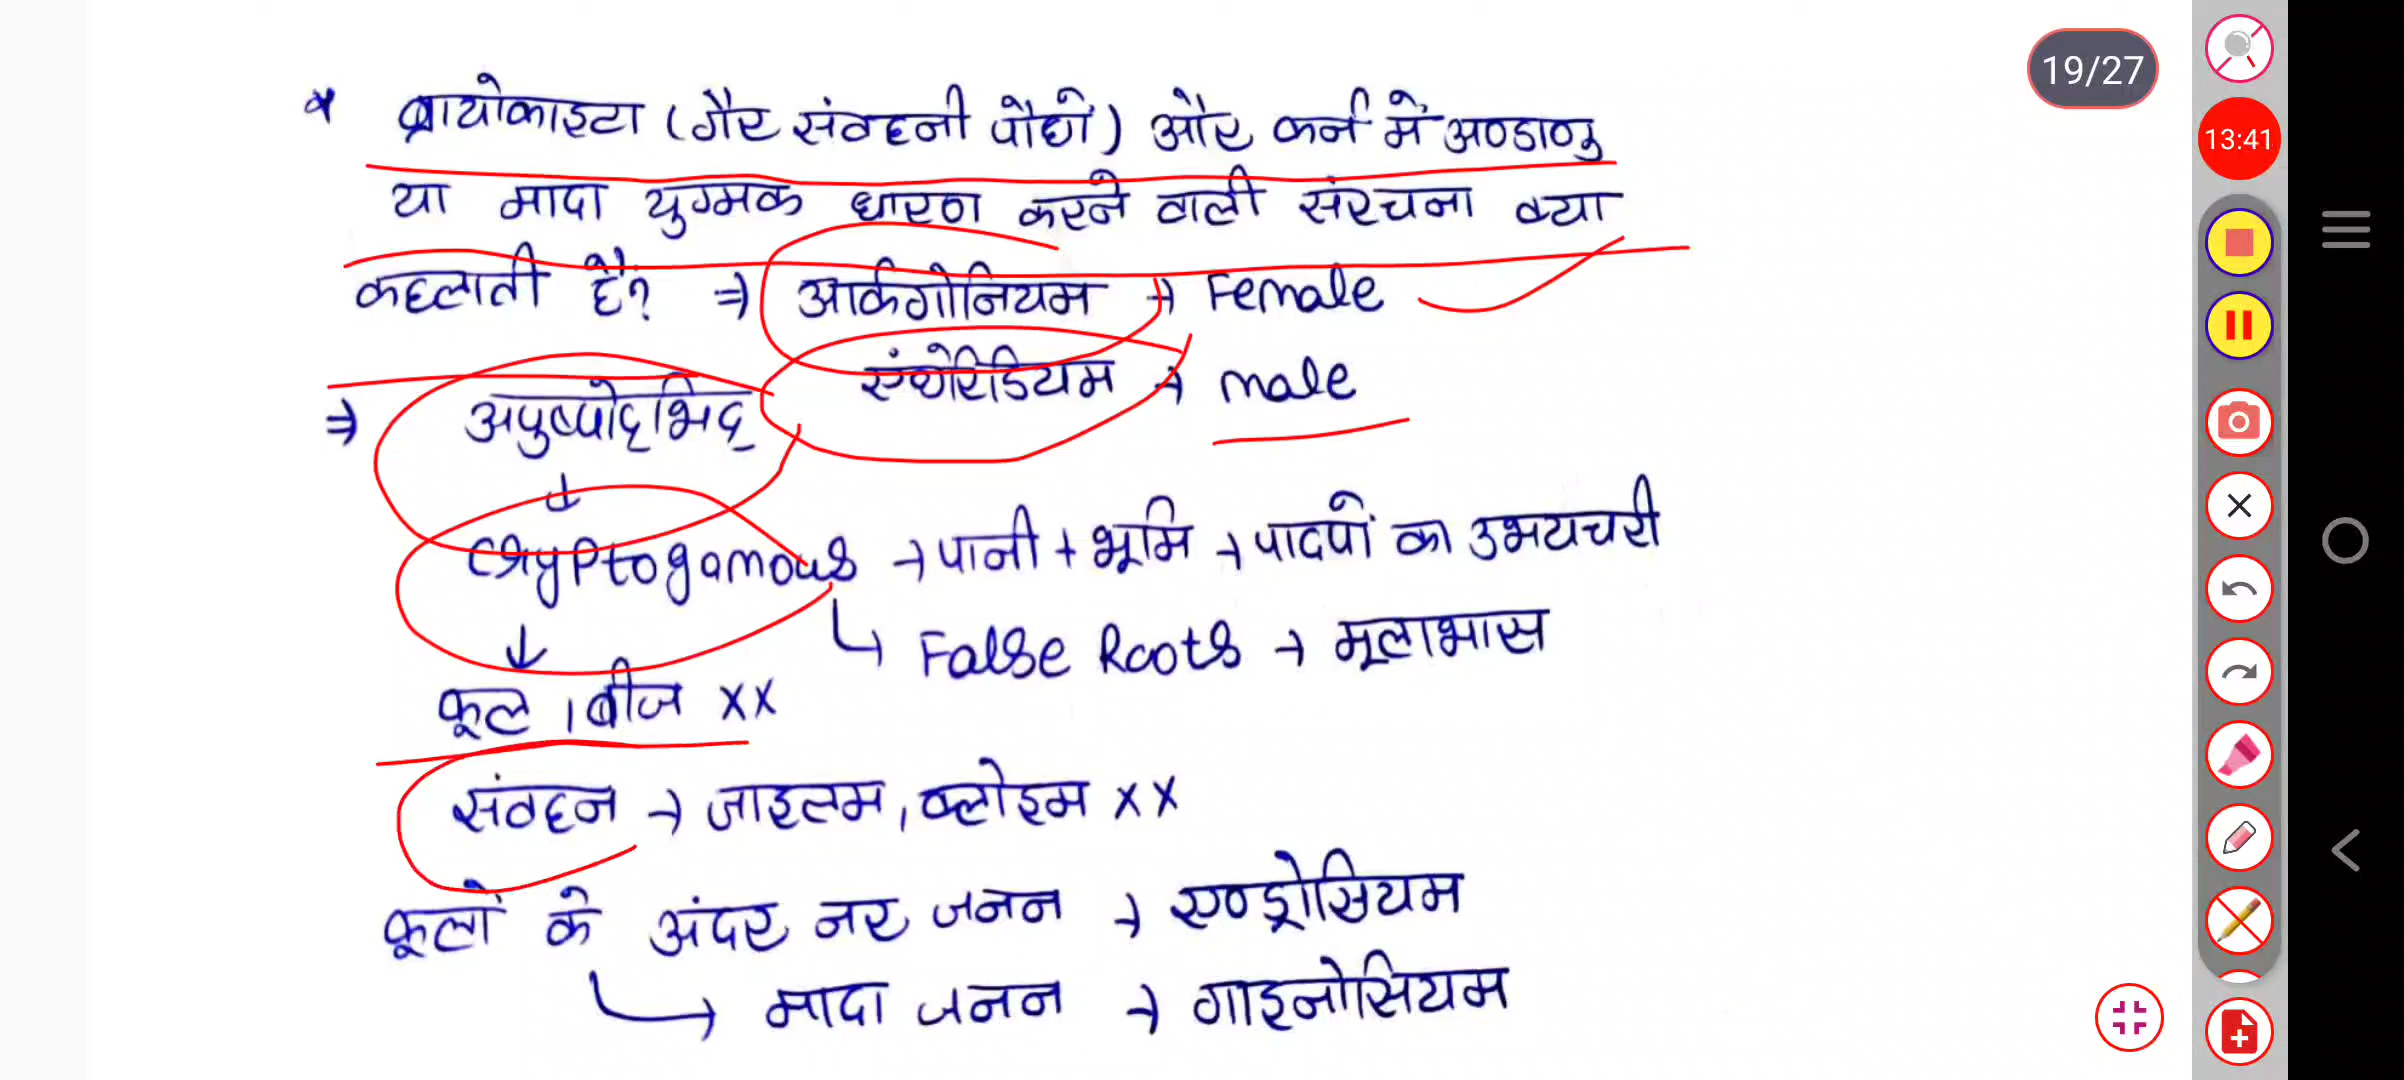 19/27
13:41
* ब्रायोफाइटा (गैर संवहनी पौधों) और फर्न में अण्डाणु
या मादा युग्मक धारण करने वाली संरचना क्या
कहलाती है? ⇒ आर्कगोनियम → Female
एंथेरिडियम → male
⇒ अपुष्पोद्भिद्
↓
Cryptogamous → पानी + भूमि → पादपों का उभयचरी
↓ ↳ False Roots → मूलाभास
फूल, बीज xx
संवहन → जाइलम, फ्लोइम xx
फूलों के अंदर नर जनन → एण्ड्रोसियम
↳ मादा जनन → गाइनोसियम